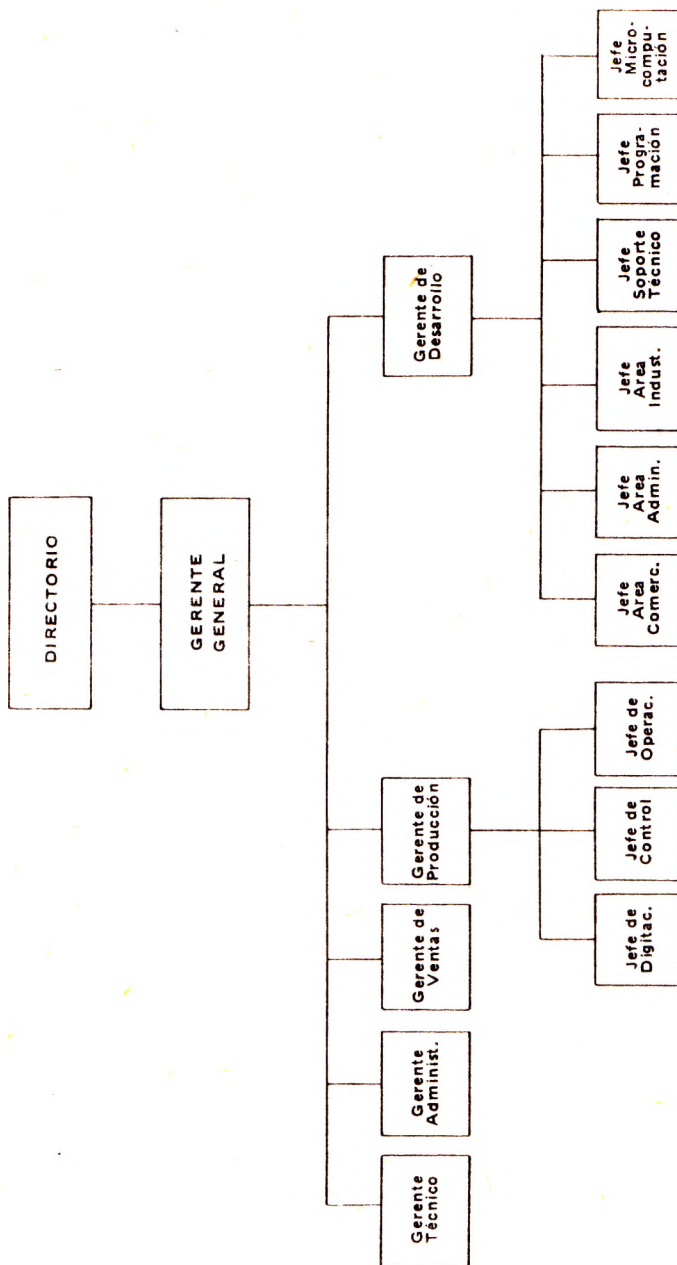 DIRECTORIO
GERENTE
GENERAL
Gerente
Técnico
Gerente
Administ.
Gerente de
Ventas
Gerente de
Producción
Gerente de
Desarrollo
Jefe de
Digitac.
Jefe de
Control
Jefe de
Operac.
Jefe
Area
Comerc.
Jefe
Area
Admin.
Jefe
Area
Indust.
Jefe
Soporte
Técnico
Jefe
Progra-
mación
Jefe
Micro-
compu-
tación